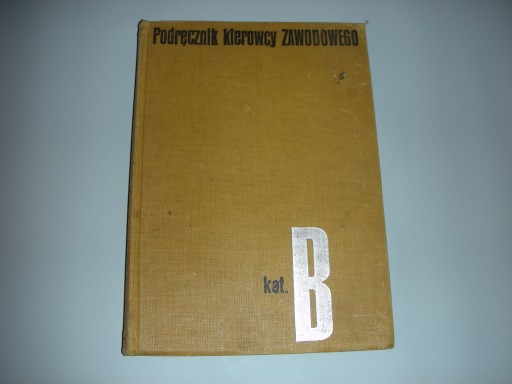 Podręcznik kierowcy ZAWODOWEGO
kat. B